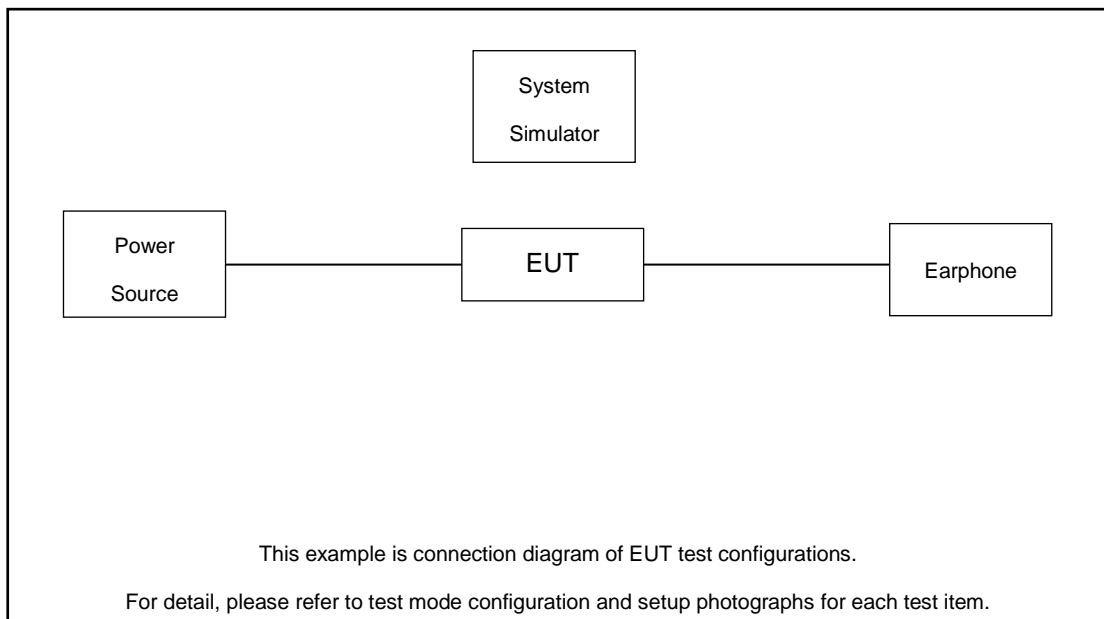 System
Simulator
Power
Source
EUT
Earphone
This example is connection diagram of EUT test configurations.
For detail, please refer to test mode configuration and setup photographs for each test item.